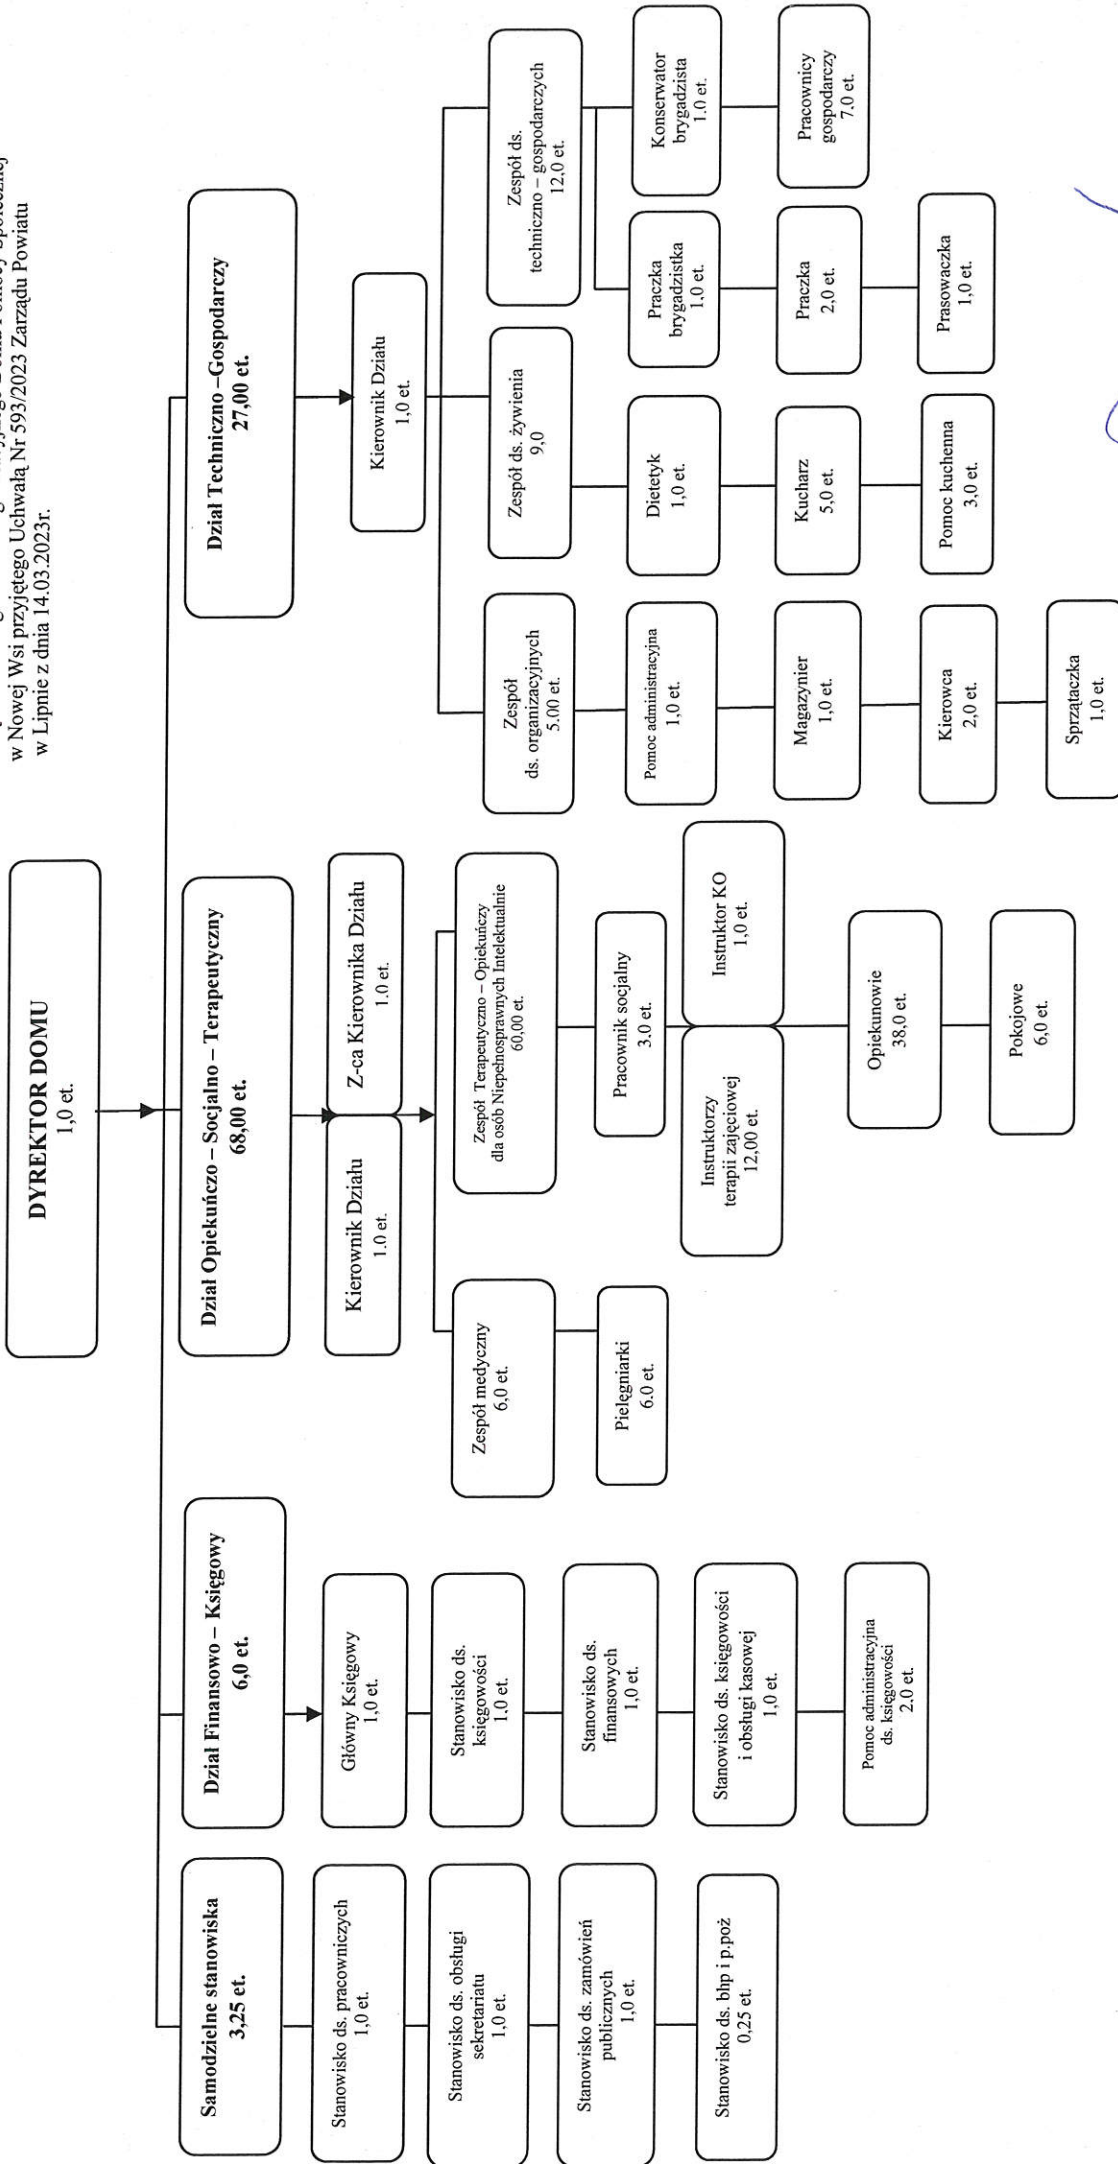 w Nowej Wsi przyjętego Uchwałą Nr 593/2023 Zarządu Powiatu
w Lipnie z dnia 14.03.2023r.
DYREKTOR DOMU
1,0 et.
Samodzielne stanowiska
3,25 et.
Stanowisko ds. pracowniczych
1,0 et.
Stanowisko ds. obsługi
sekretariatu
1,0 et.
Stanowisko ds. zamówień
publicznych
1,0 et.
Stanowisko ds. bhp i p.poż
0,25 et.
Dział Finansowo – Księgowy
6,0 et.
Główny Księgowy
1,0 et.
Stanowisko ds.
księgowości
1.0 et.
Stanowisko ds.
finansowych
1,0 et.
Stanowisko ds. księgowości
i obsługi kasowej
1,0 et.
Pomoc administracyjna
ds. księgowości
2.0 et.
Dział Opiekuńczo – Socjalno – Terapeutyczny
68,00 et.
Kierownik Działu
1.0 et.
Z-ca Kierownika Działu
1.0 et.
Zespół medyczny
6,0 et.
Pielęgniarki
6.0 et.
Zespół Terapeutyczno – Opiekuńczy
dla osób Niepełnosprawnych Intelektualnie
60,00 et.
Pracownik socjalny
3.0 et.
Instruktorzy
terapii zajęciowej
12,00 et.
Instruktor KO
1,0 et.
Opiekunowie
38,0 et.
Pokojowe
6,0 et.
Dział Techniczno –Gospodarczy
27,00 et.
Kierownik Działu
1,0 et.
Zespół
ds. organizacyjnych
5.00 et.
Pomoc administracyjna
1,0 et.
Magazynier
1,0 et.
Kierowca
2,0 et.
Sprzątaczka
1,0 et.
Zespół ds. żywienia
9,0
Dietetyk
1,0 et.
Kucharz
5,0 et.
Pomoc kuchenna
3,0 et.
Zespół ds.
techniczno – gospodarczych
12,0 et.
Praczka
brygadzistka
1,0 et.
Praczka
2,0 et.
Prasowaczka
1,0 et.
Konserwator
brygadzista
1.0 et.
Pracownicy
gospodarczy
7,0 et.